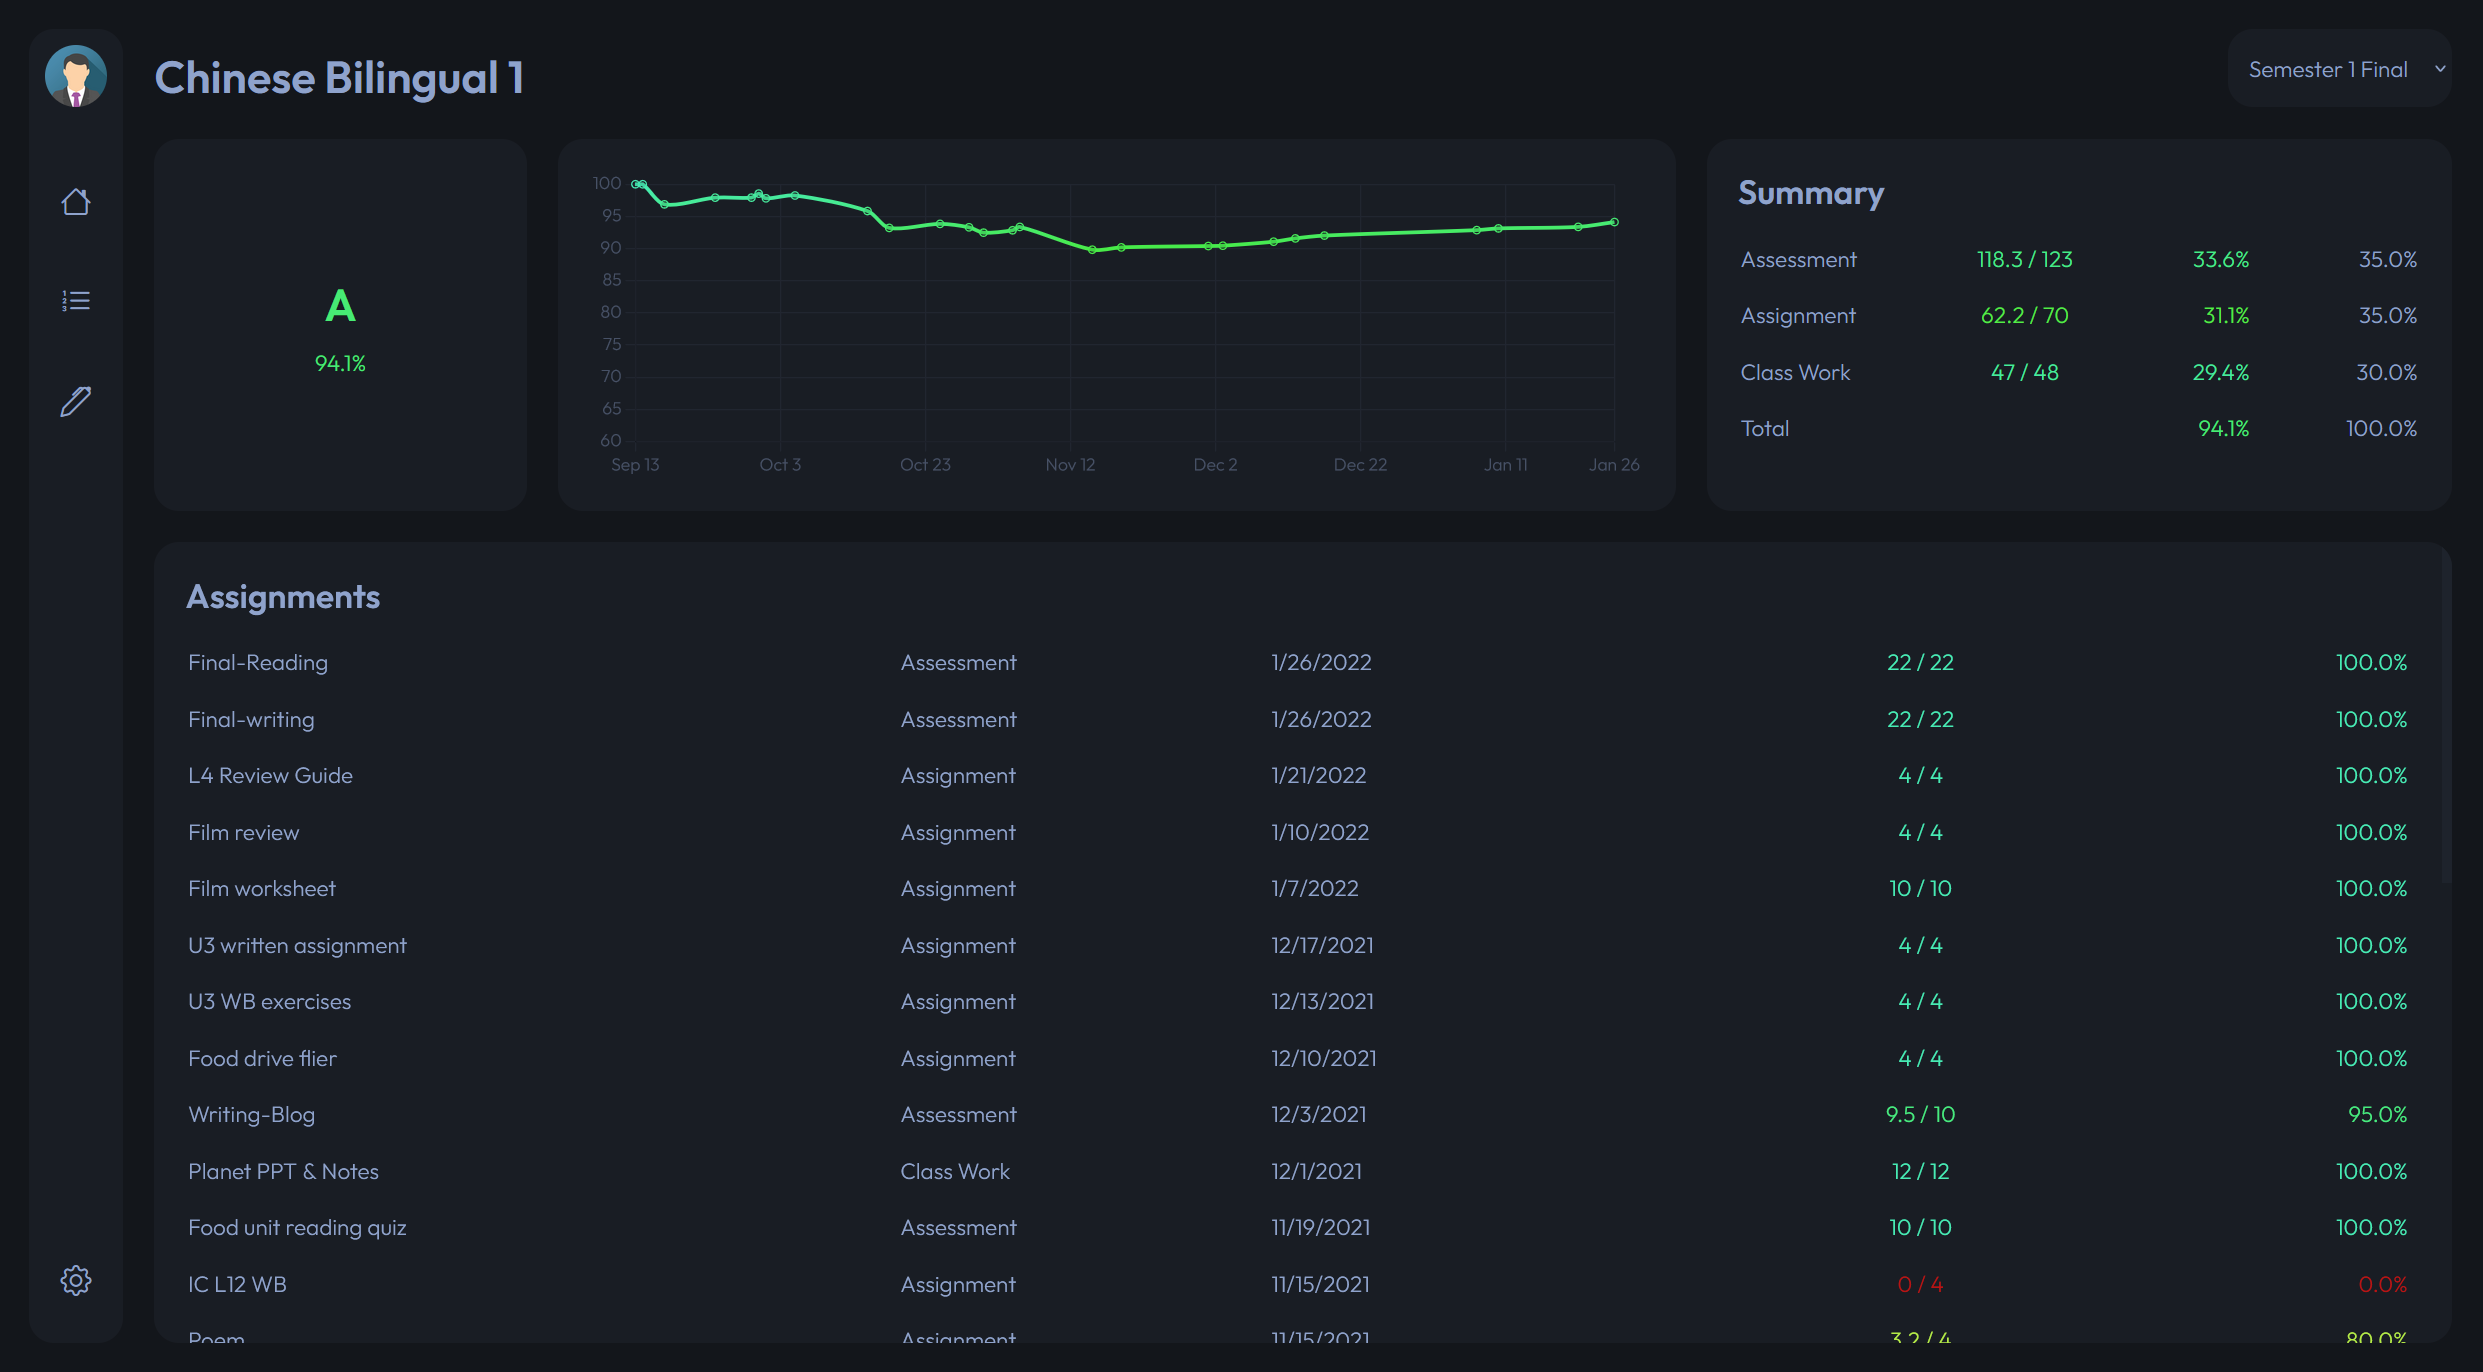 Chinese Bilingual 1
Semester 1 Final
A
94.1%
100
95
90
85
80
75
70
65
60
Sep 13 Oct 3 Oct 23 Nov 12 Dec 2 Dec 22 Jan 11 Jan 26
Summary
Assessment 118.3 / 123 33.6% 35.0%
Assignment 62.2 / 70 31.1% 35.0%
Class Work 47 / 48 29.4% 30.0%
Total 94.1% 100.0%
Assignments
Final-Reading Assessment 1/26/2022 22 / 22 100.0%
Final-writing Assessment 1/26/2022 22 / 22 100.0%
L4 Review Guide Assignment 1/21/2022 4 / 4 100.0%
Film review Assignment 1/10/2022 4 / 4 100.0%
Film worksheet Assignment 1/7/2022 10 / 10 100.0%
U3 written assignment Assignment 12/17/2021 4 / 4 100.0%
U3 WB exercises Assignment 12/13/2021 4 / 4 100.0%
Food drive flier Assignment 12/10/2021 4 / 4 100.0%
Writing-Blog Assessment 12/3/2021 9.5 / 10 95.0%
Planet PPT & Notes Class Work 12/1/2021 12 / 12 100.0%
Food unit reading quiz Assessment 11/19/2021 10 / 10 100.0%
IC L12 WB Assignment 11/15/2021 0 / 4 0.0%
Poem Assignment 11/15/2021 3.2 / 4 80.0%